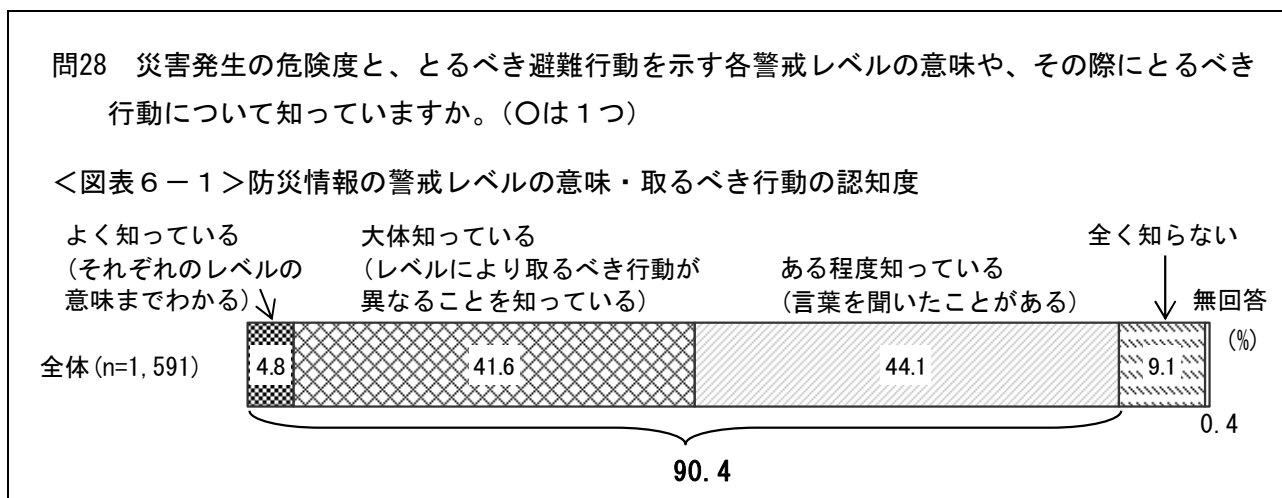 問28 災害発生の危険度と、とるべき避難行動を示す各警戒レベルの意味や、その際にとるべき
行動について知っていますか。(〇は1つ)
<図表6-1>防災情報の警戒レベルの意味・取るべき行動の認知度
よく知っている
(それぞれのレベルの
意味までわかる)
大体知っている
(レベルにより取るべき行動が
異なることを知っている)
ある程度知っている
(言葉を聞いたことがある)
全く知らない
無回答
(%)
全体(n=1,591)
4.8
41.6
44.1
9.1
0.4
90.4